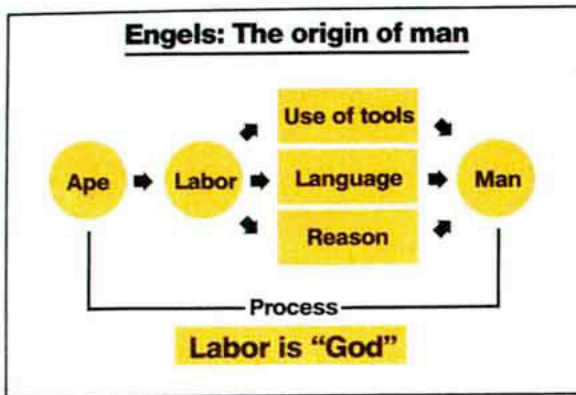 Engels: The origin of man
Use of tools
Ape
Labor
Language
Man
Reason
Process
Labor is “God”